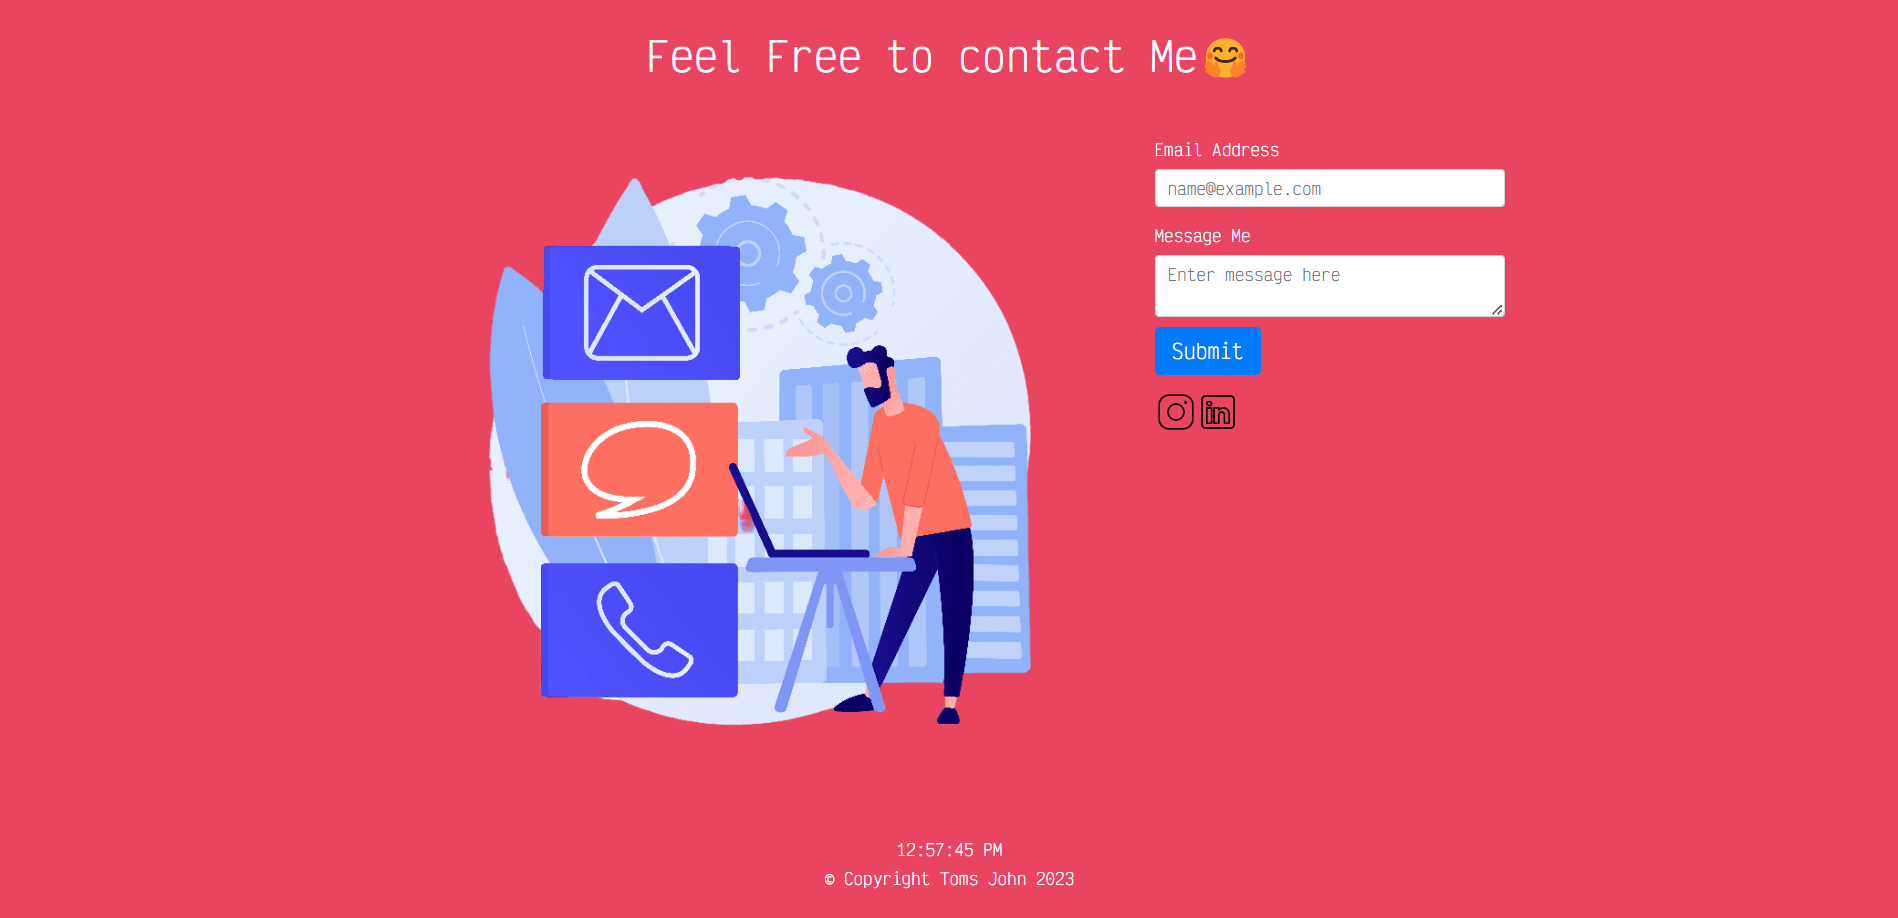 Feel Free to contact Me🤗
Email Address
name@example.com
Message Me
Enter message here
Submit
in
12:57:45 PM
© Copyright Toms John 2023